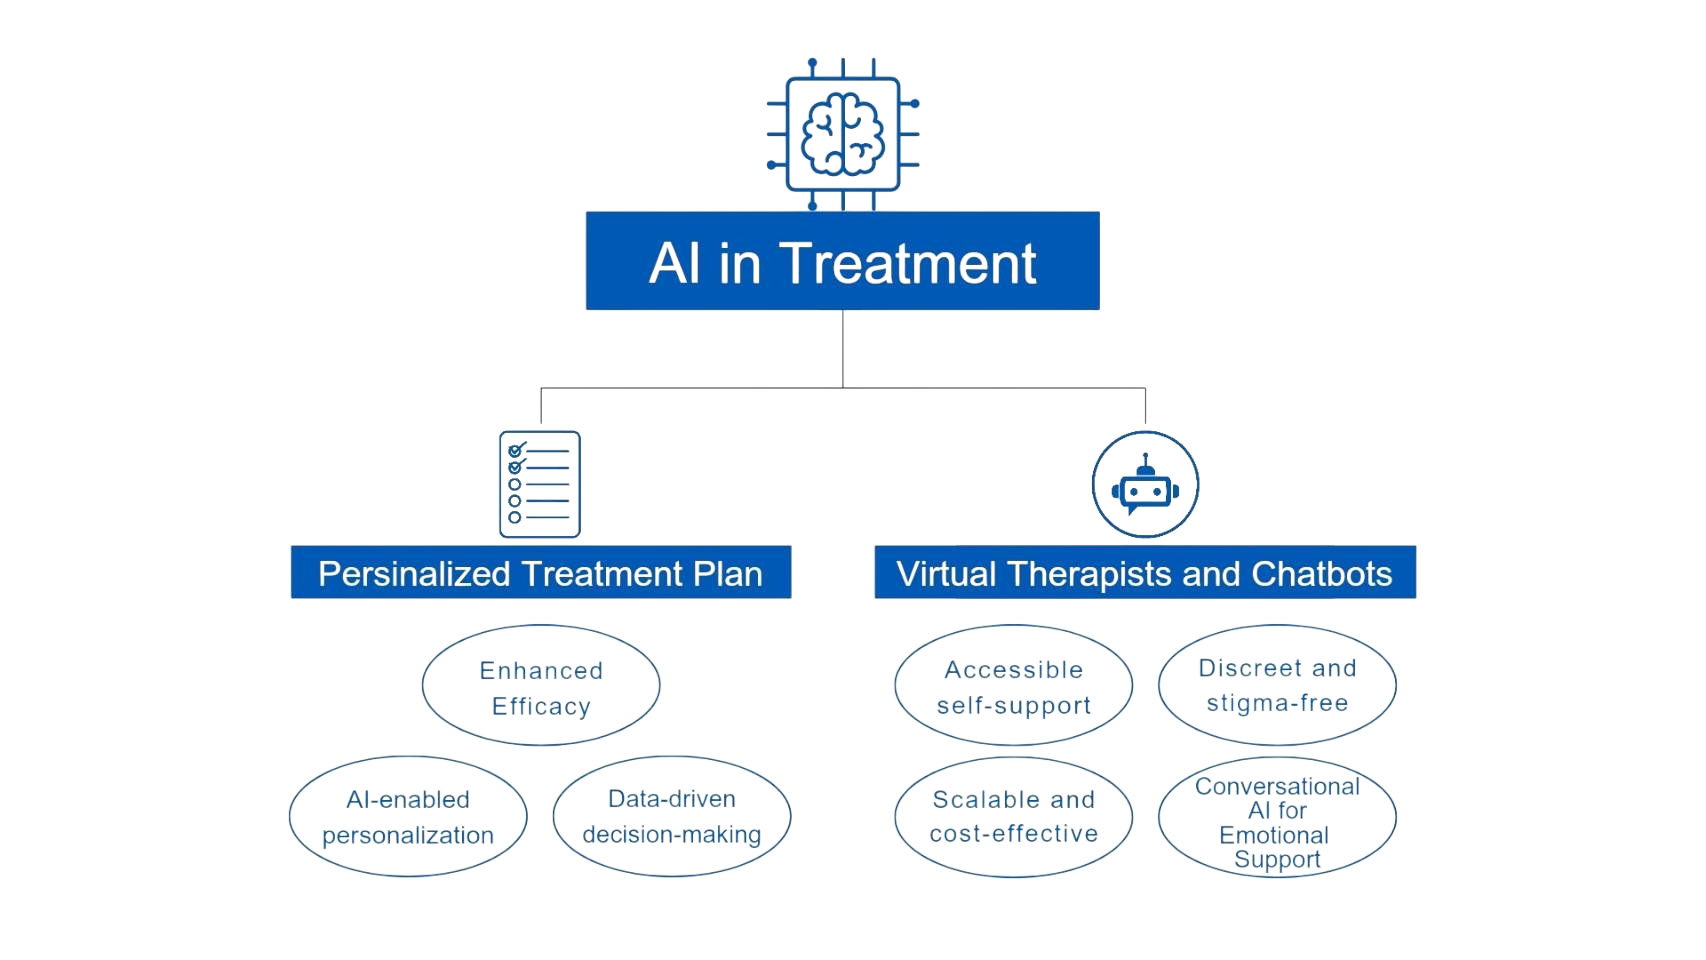 AI in Treatment
Persinalized Treatment Plan
Virtual Therapists and Chatbots
Enhanced
Efficacy
AI-enabled
personalization
Data-driven
decision-making
Accessible
self-support
Discreet and
stigma-free
Scalable and
cost-effective
Conversational
AI for
Emotional
Support